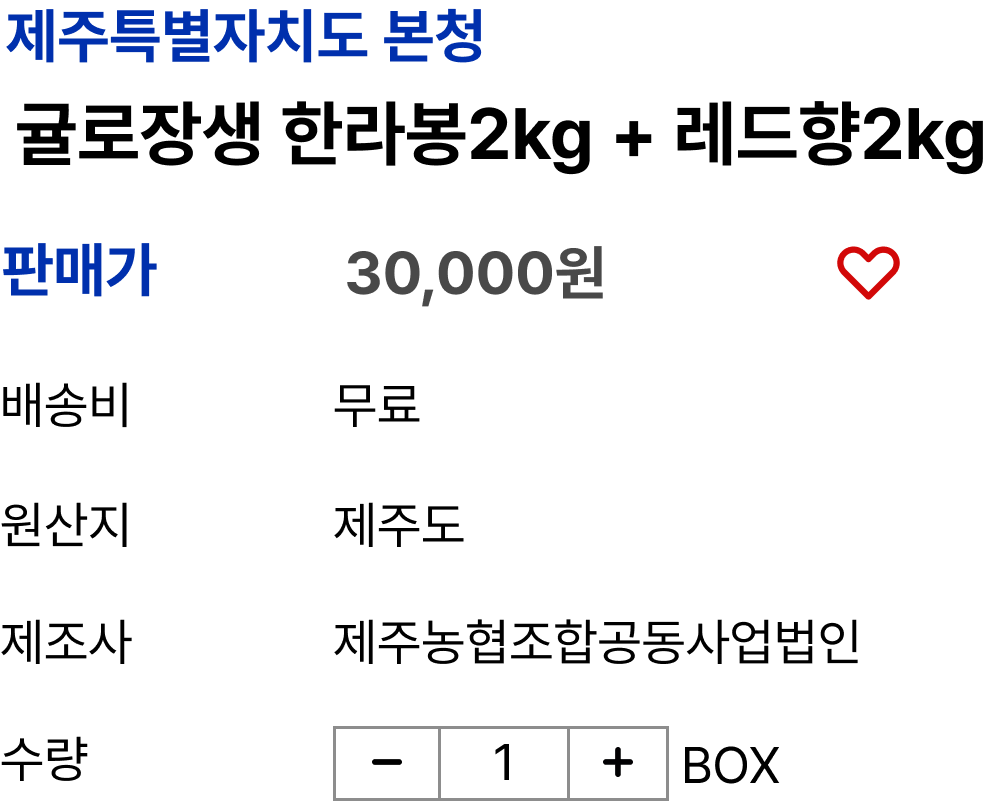 제주특별자치도 본청
귤로장생 한라봉2kg + 레드향2kg
판매가 30,000원
배송비 무료
원산지 제주도
제조사 제주농협조합공동사업법인
수량 − 1 + BOX